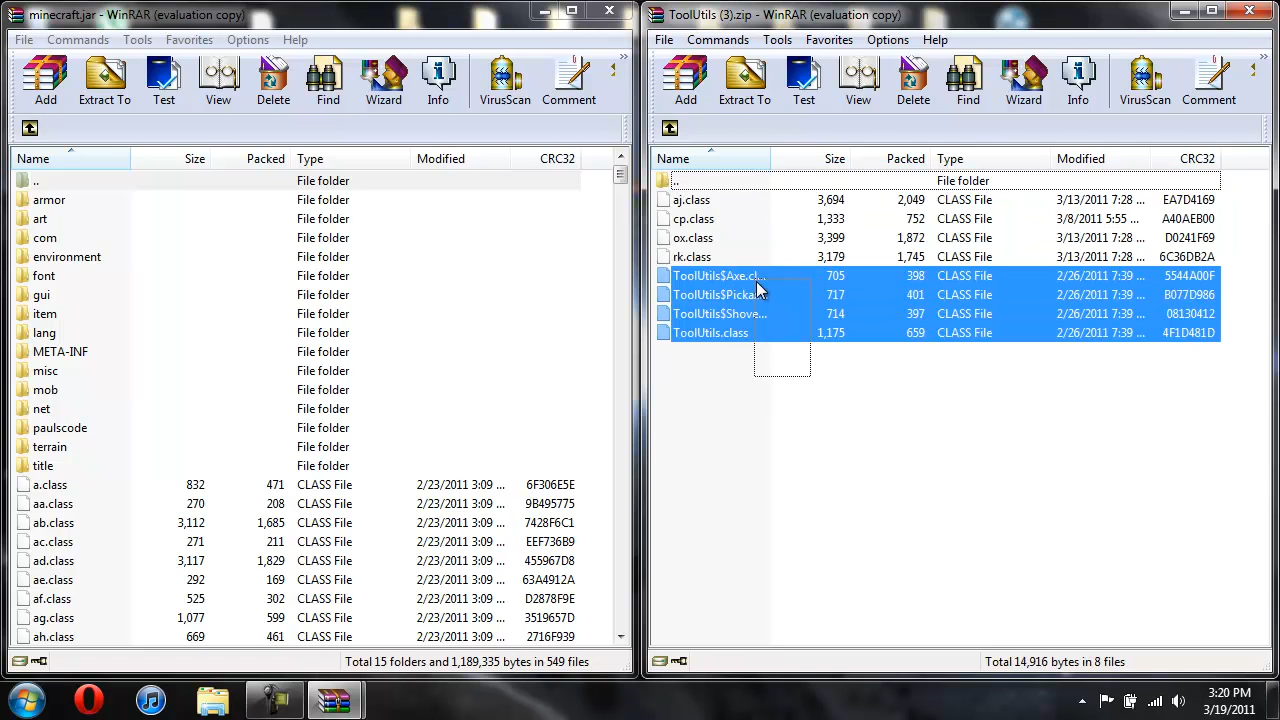 minecraft.jar - WinRAR (evaluation copy)
File Commands Tools Favorites Options Help
Add Extract To Test View Delete Find Wizard Info VirusScan Comment
Name Size Packed Type Modified CRC32
.. File folder
armor File folder
art File folder
com File folder
environment File folder
font File folder
gui File folder
item File folder
lang File folder
META-INF File folder
misc File folder
mob File folder
net File folder
paulscode File folder
terrain File folder
title File folder
a.class 832 471 CLASS File 2/23/2011 3:09 ... 6F306E5E
aa.class 270 208 CLASS File 2/23/2011 3:09 ... 9B495775
ab.class 3,112 1,685 CLASS File 2/23/2011 3:09 ... 7428F6C1
ac.class 271 211 CLASS File 2/23/2011 3:09 ... EEF736B9
ad.class 3,117 1,829 CLASS File 2/23/2011 3:09 ... 455967D8
ae.class 292 169 CLASS File 2/23/2011 3:09 ... 63A4912A
af.class 525 302 CLASS File 2/23/2011 3:09 ... D2878F9E
ag.class 1,077 599 CLASS File 2/23/2011 3:09 ... 3519657D
ah.class 669 461 CLASS File 2/23/2011 3:09 ... 2716F939
Total 15 folders and 1,189,335 bytes in 549 files
ToolUtils (3).zip - WinRAR (evaluation copy)
File Commands Tools Favorites Options Help
Add Extract To Test View Delete Find Wizard Info VirusScan Comment
Name Size Packed Type Modified CRC32
.. File folder
aj.class 3,694 2,049 CLASS File 3/13/2011 7:28 ... EA7D4169
cp.class 1,333 752 CLASS File 3/8/2011 5:55 ... A40AEB00
ox.class 3,399 1,872 CLASS File 3/13/2011 7:28 ... D0241F69
rk.class 3,179 1,745 CLASS File 3/13/2011 7:28 ... 6C36DB2A
ToolUtils$Axe.cl... 705 398 CLASS File 2/26/2011 7:39 ... 5544A00F
ToolUtils$Picka... 717 401 CLASS File 2/26/2011 7:39 ... B077D986
ToolUtils$Shove... 714 397 CLASS File 2/26/2011 7:39 ... 08130412
ToolUtils.class 1,175 659 CLASS File 2/26/2011 7:39 ... 4F1D481D
Total 14,916 bytes in 8 files
3:20 PM
3/19/2011